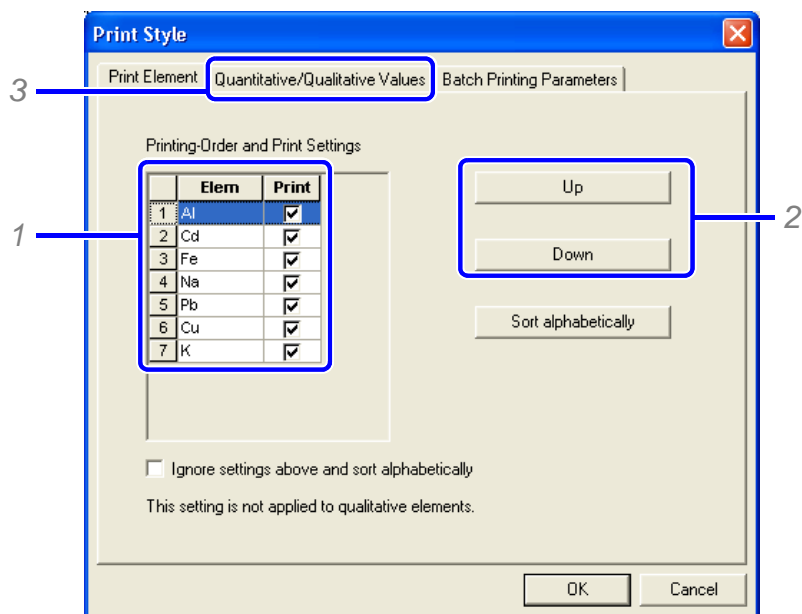 Print Style
Print Element Quantitative/Qualitative Values Batch Printing Parameters
3
Printing-Order and Print Settings
Elem Print
1 Al
2 Cd
3 Fe
4 Na
5 Pb
6 Cu
7 K
1
Up
Down
2
Sort alphabetically
Ignore settings above and sort alphabetically
This setting is not applied to qualitative elements.
OK Cancel